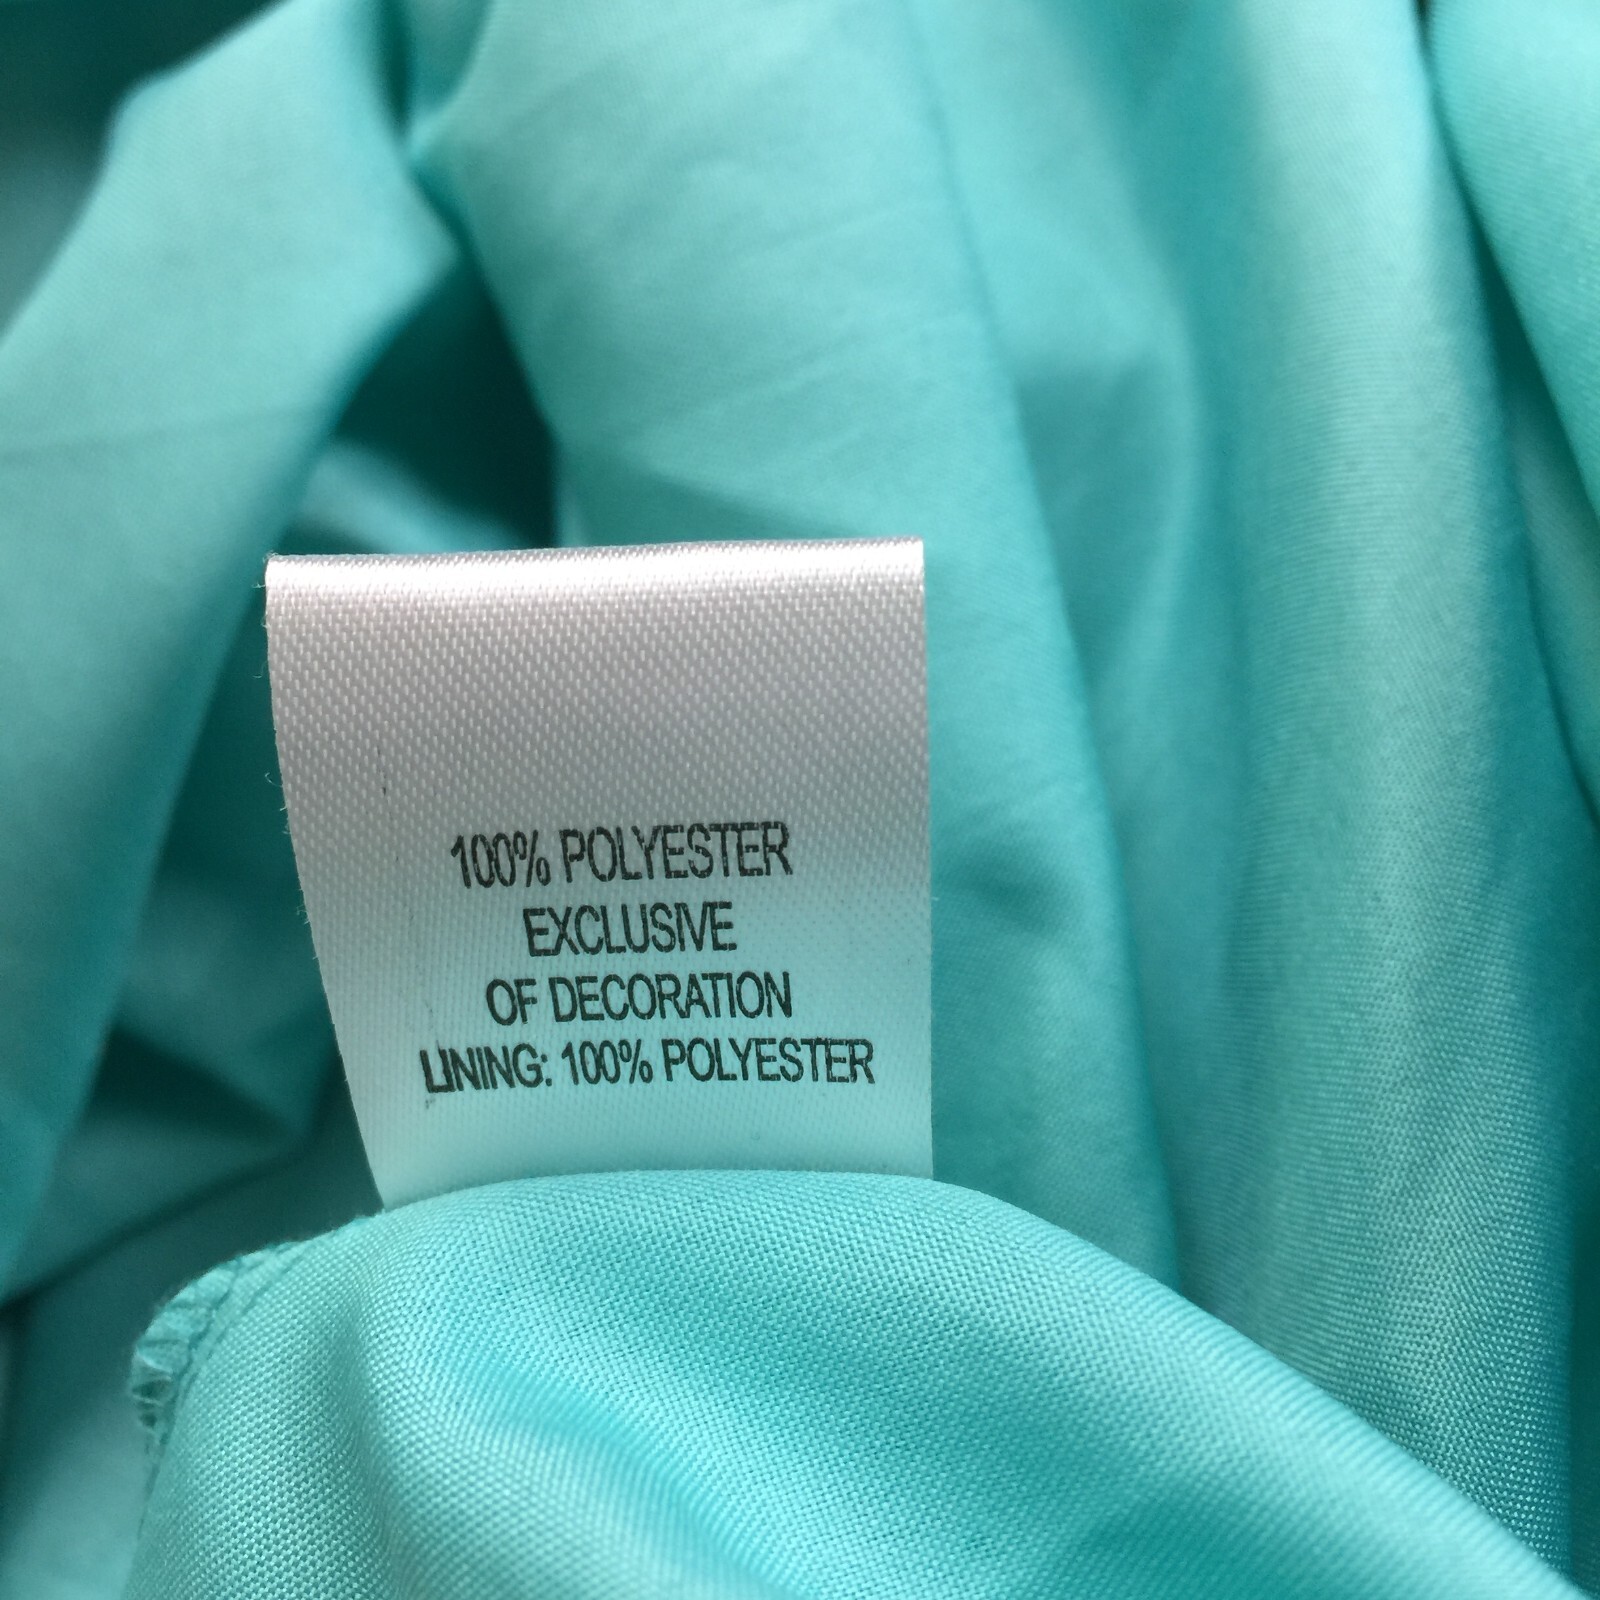 100% POLYESTER
EXCLUSIVE
OF DECORATION
LINING: 100% POLYESTER